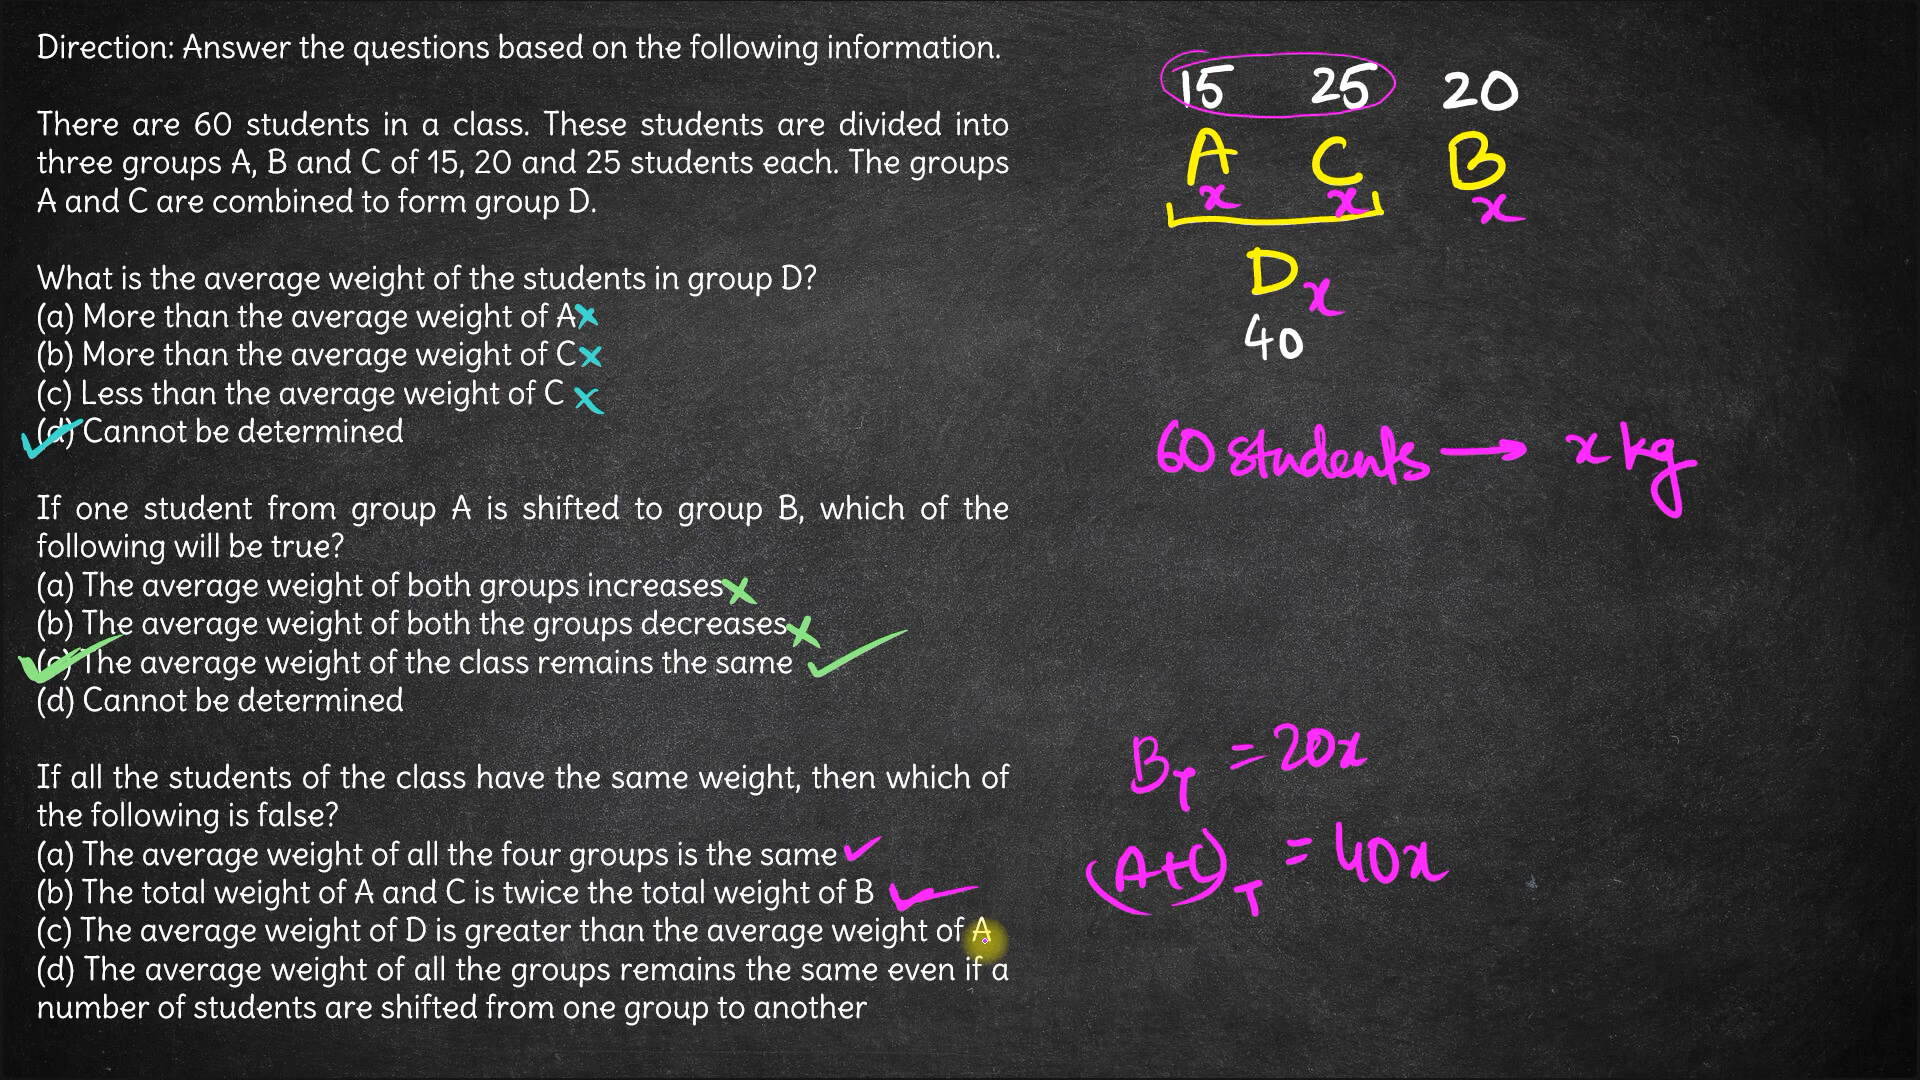 Direction: Answer the questions based on the following information.
There are 60 students in a class. These students are divided into
three groups A, B and C of 15, 20 and 25 students each. The groups
A and C are combined to form group D.
What is the average weight of the students in group D?
(a) More than the average weight of A
(b) More than the average weight of C
(c) Less than the average weight of C
(d) Cannot be determined
If one student from group A is shifted to group B, which of the
following will be true?
(a) The average weight of both groups increases
(b) The average weight of both the groups decreases
(c) The average weight of the class remains the same
(d) Cannot be determined
If all the students of the class have the same weight, then which of
the following is false?
(a) The average weight of all the four groups is the same
(b) The total weight of A and C is twice the total weight of B
(c) The average weight of D is greater than the average weight of A
(d) The average weight of all the groups remains the same even if a
number of students are shifted from one group to another
15 25 20
A C B
x x x
D x
40
60 students → x kg
B_T = 20x
(A+C)_T = 40x